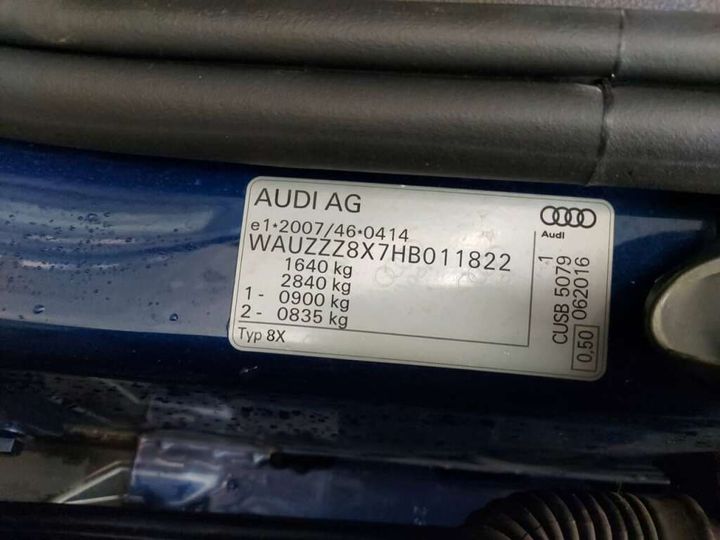 AUDI AG
e1*2007/46*0414
WAUZZZ8X7HB011822
1640 kg
2840 kg
1 - 0900 kg
2 - 0835 kg
Typ 8X
Audi
CUSB 5079 1
0,50 062016